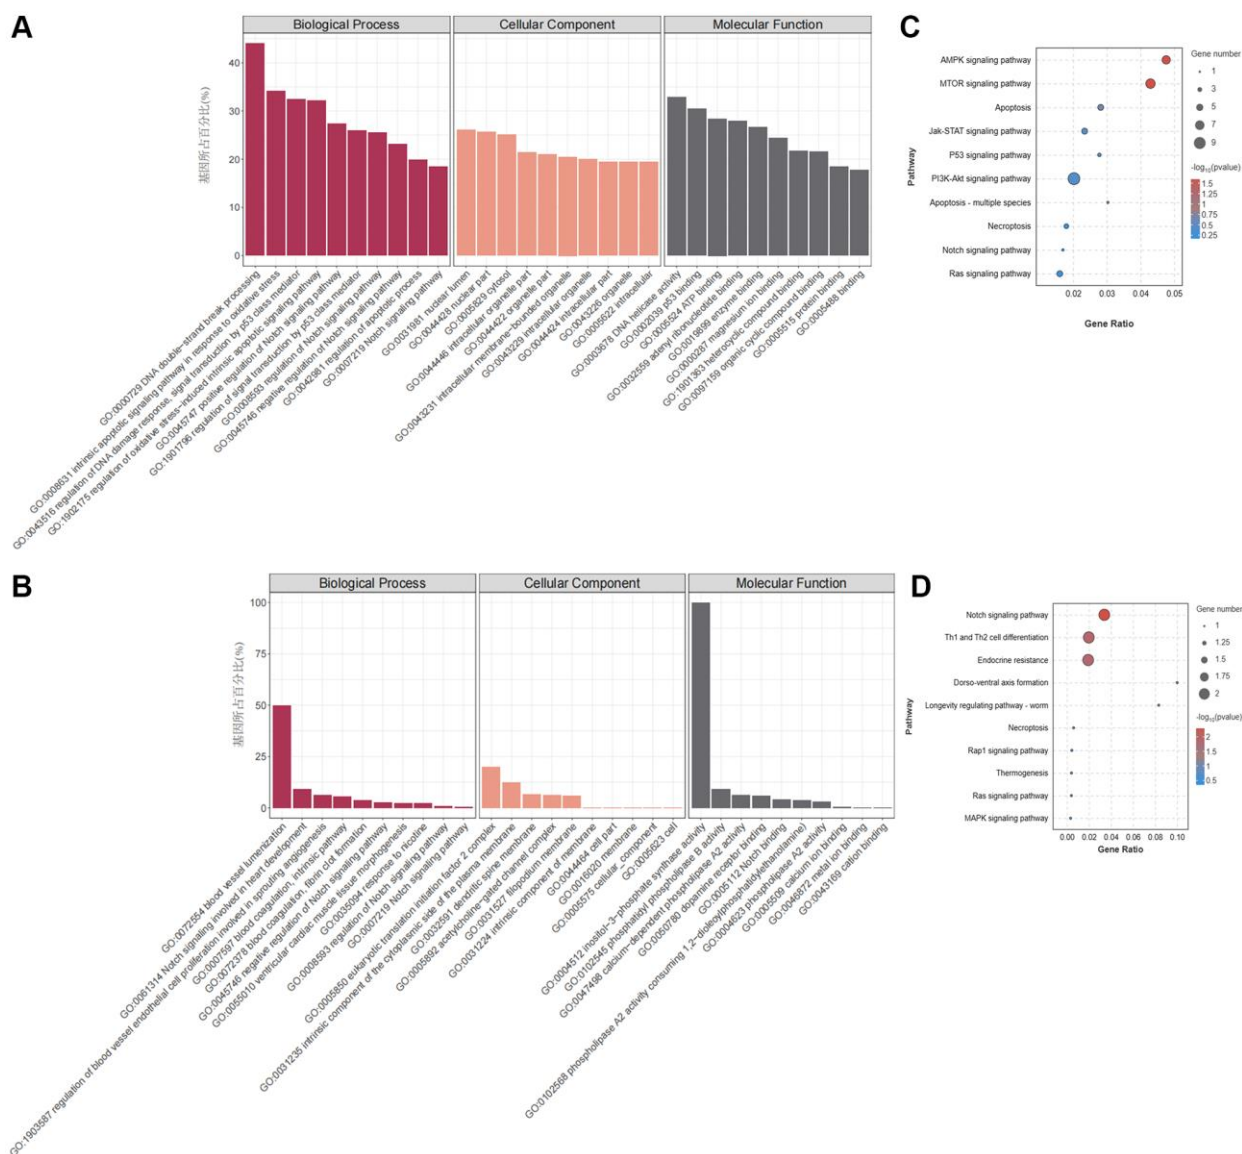 A
Biological Process
Cellular Component
Molecular Function
基因所占百分比(%)
40
30
20
10
0
GO:0000729 DNA double-strand break processing
GO:0008631 intrinsic apoptotic signaling pathway in response to oxidative stress
GO:0043516 regulation of DNA damage response, signal transduction by p53 class mediator
GO:1902175 regulation of oxidative stress-induced intrinsic apoptotic signaling pathway
GO:0045747 positive regulation of Notch signaling pathway
GO:1901796 regulation of signal transduction by p53 class mediator
GO:0008593 regulation of Notch signaling pathway
GO:0045746 negative regulation of Notch signaling pathway
GO:0042981 regulation of apoptotic process
GO:0007219 Notch signaling pathway
GO:0031981 nuclear lumen
GO:0044428 nuclear part
GO:0005829 cytosol
GO:0044446 intracellular organelle part
GO:0044422 organelle part
GO:0043231 intracellular membrane-bounded organelle
GO:0043229 intracellular organelle
GO:0044424 intracellular part
GO:0043226 organelle
GO:0005622 intracellular
GO:0003678 DNA helicase activity
GO:0002039 p53 binding
GO:0005524 ATP binding
GO:0032559 adenyl ribonucleotide binding
GO:0019899 enzyme binding
GO:0000287 magnesium ion binding
GO:1901363 heterocyclic compound binding
GO:0097159 organic cyclic compound binding
GO:0005515 protein binding
GO:0005488 binding
C
AMPK signaling pathway
MTOR signaling pathway
Apoptosis
Jak-STAT signaling pathway
P53 signaling pathway
PI3K-Akt signaling pathway
Apoptosis - multiple species
Necroptosis
Notch signaling pathway
Ras signaling pathway
Pathway
0.02 0.03 0.04 0.05
Gene Ratio
Gene number
1
3
5
7
9
-log10(pvalue)
1.5
1.25
1
0.75
0.5
0.25
B
Biological Process
Cellular Component
Molecular Function
基因所占百分比(%)
100
75
50
25
0
GO:0072554 blood vessel lumenization
GO:0061314 Notch signaling involved in heart development
GO:1903587 regulation of blood vessel endothelial cell proliferation involved in sprouting angiogenesis
GO:0007597 blood coagulation, intrinsic pathway
GO:0072378 blood coagulation, fibrin clot formation
GO:0045746 negative regulation of Notch signaling pathway
GO:0055010 ventricular cardiac muscle tissue morphogenesis
GO:0035094 response to nicotine
GO:0008593 regulation of Notch signaling pathway
GO:0007219 Notch signaling pathway
GO:0005850 eukaryotic translation initiation factor 2 complex
GO:0031235 intrinsic component of the cytoplasmic side of the plasma membrane
GO:0032591 dendritic spine membrane
GO:0005892 acetylcholine-gated channel complex
GO:0031527 filopodium membrane
GO:0031224 intrinsic component of membrane
GO:0044464 cell part
GO:0016020 membrane
GO:0005575 cellular_component
GO:0005623 cell
GO:0004512 inositol-3-phosphate synthase activity
GO:0102545 phosphatidyl phospholipase B activity
GO:0047498 calcium-dependent phospholipase A2 activity
GO:0050780 dopamine receptor binding
GO:0005112 Notch binding
GO:0102568 phospholipase A2 activity consuming 1,2-dioleoylphosphatidylethanolamine)
GO:0004623 phospholipase A2 activity
GO:0005509 calcium ion binding
GO:0046872 metal ion binding
GO:0043169 cation binding
D
Notch signaling pathway
Th1 and Th2 cell differentiation
Endocrine resistance
Dorso-ventral axis formation
Longevity regulating pathway - worm
Necroptosis
Rap1 signaling pathway
Thermogenesis
Ras signaling pathway
MAPK signaling pathway
Pathway
0.00 0.02 0.04 0.06 0.08 0.10
Gene Ratio
Gene number
1
1.25
1.5
1.75
2
-log10(pvalue)
2
1.5
1
0.5